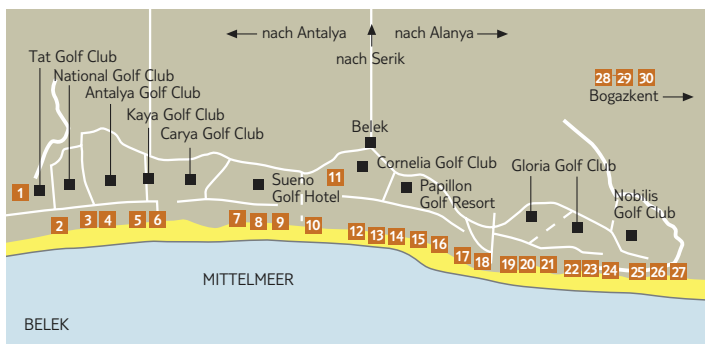 nach Antalya
nach Alanya
nach Serik
Tat Golf Club
National Golf Club
Antalya Golf Club
Kaya Golf Club
Carya Golf Club
28 29 30
Bogazkent
Belek
Cornelia Golf Club
Gloria Golf Club
Sueno
Golf Hotel
11
Papillon
Golf Resort
Nobilis
Golf Club
1
2
3 4
5 6
7 8 9
10
12 13 14 15 16
17 18 19 20 21 22 23 24 25 26 27
MITTELMEER
BELEK